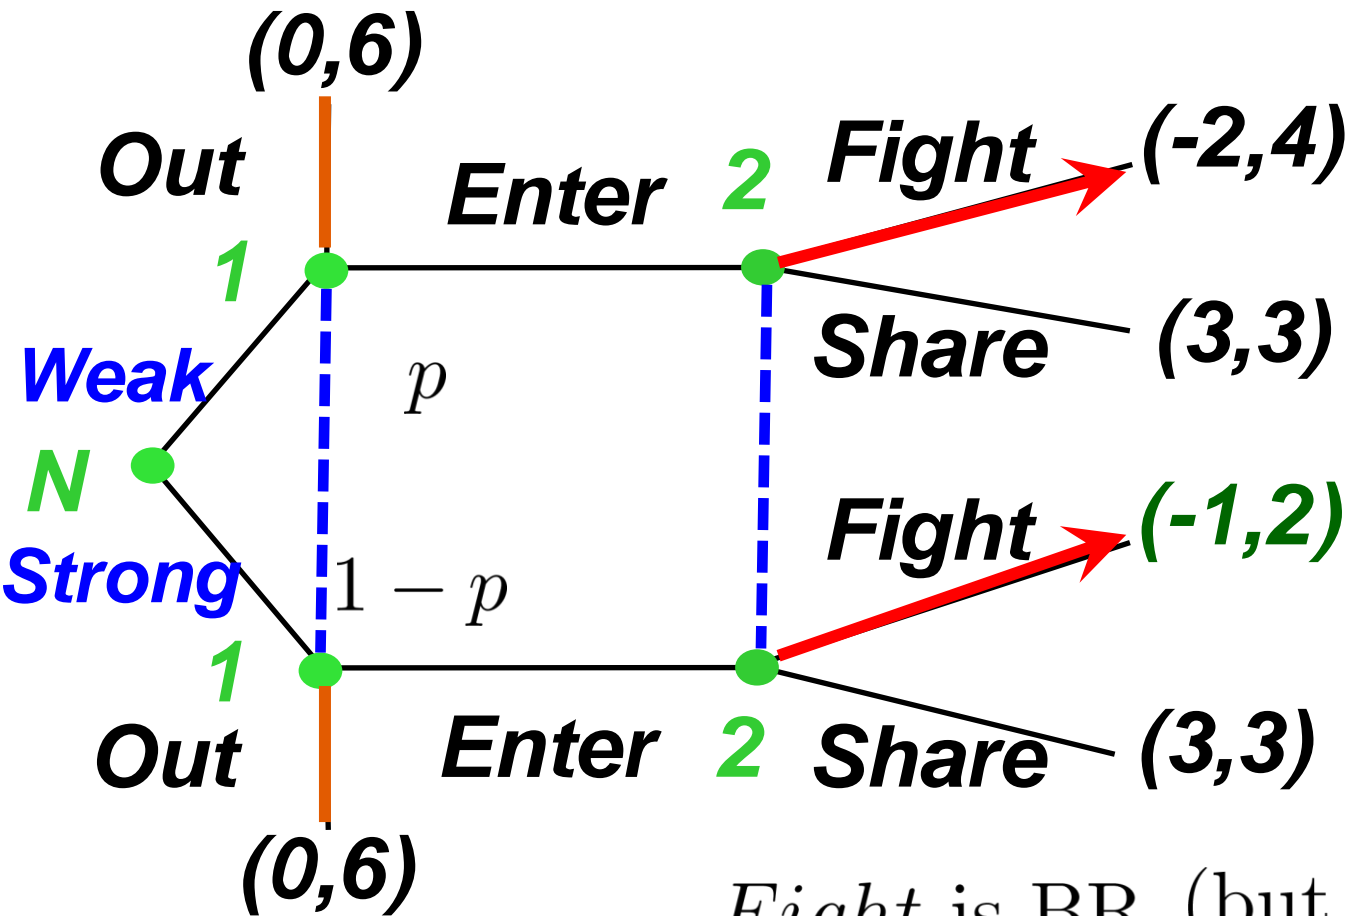 (0,6)
Out
Enter
2
Fight
(-2,4)
1
Share
(3,3)
Weak
p
N
Fight
(-1,2)
Strong
1 − p
1
Out
Enter
2
Share
(3,3)
(0,6)
Fight is BR (but